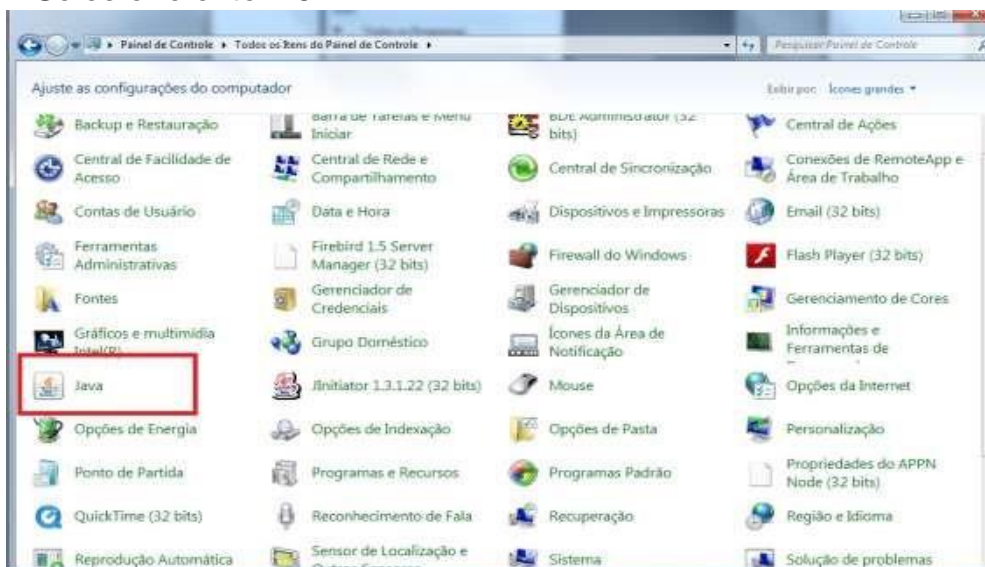 Painel de Controle ▸ Todos os Itens do Painel de Controle ▸
Pesquisar Painel de Controle
Ajuste as configurações do computador
Exibir por: Ícones grandes
Backup e Restauração
Barra de Tarefas e Menu
Iniciar
BDE Administrator (32
bits)
Central de Ações
Central de Facilidade de
Acesso
Central de Rede e
Compartilhamento
Central de Sincronização
Conexões de RemoteApp e
Área de Trabalho
Contas de Usuário
Data e Hora
Dispositivos e Impressoras
Email (32 bits)
Ferramentas
Administrativas
Firebird 1.5 Server
Manager (32 bits)
Firewall do Windows
Flash Player (32 bits)
Fontes
Gerenciador de
Credenciais
Gerenciador de
Dispositivos
Gerenciamento de Cores
Gráficos e multimídia
Intel(R)
Grupo Doméstico
Ícones da Área de
Notificação
Informações e
Ferramentas de
Java
JInitiator 1.3.1.22 (32 bits)
Mouse
Opções da Internet
Opções de Energia
Opções de Indexação
Opções de Pasta
Personalização
Ponto de Partida
Programas e Recursos
Programas Padrão
Propriedades do APPN
Node (32 bits)
QuickTime (32 bits)
Reconhecimento de Fala
Recuperação
Região e Idioma
Reprodução Automática
Sensor de Localização e
Sistema
Solução de problemas